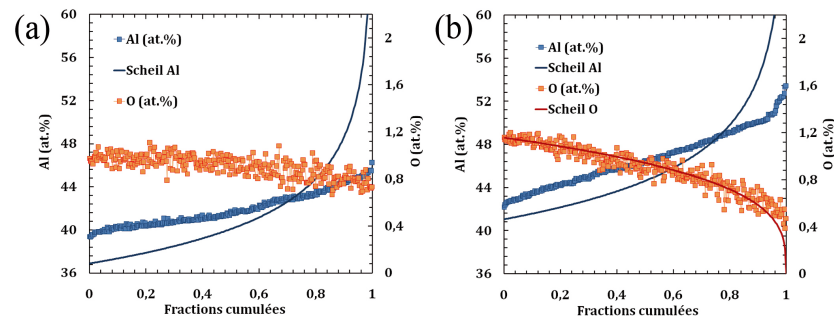 (a)
60
56
52
48
44
40
36
Al (at.%)
Al (at.%)
Scheil Al
O (at.%)
2
1,6
1,2
0,8
0,4
0
O (at.%)
0
0,2
0,4
0,6
0,8
1
Fractions cumulées
(b)
60
56
52
48
44
40
36
Al (at.%)
Al (at.%)
Scheil Al
O (at.%)
Scheil O
2
1,6
1,2
0,8
0,4
0
O (at.%)
0
0,2
0,4
0,6
0,8
1
Fractions cumulées